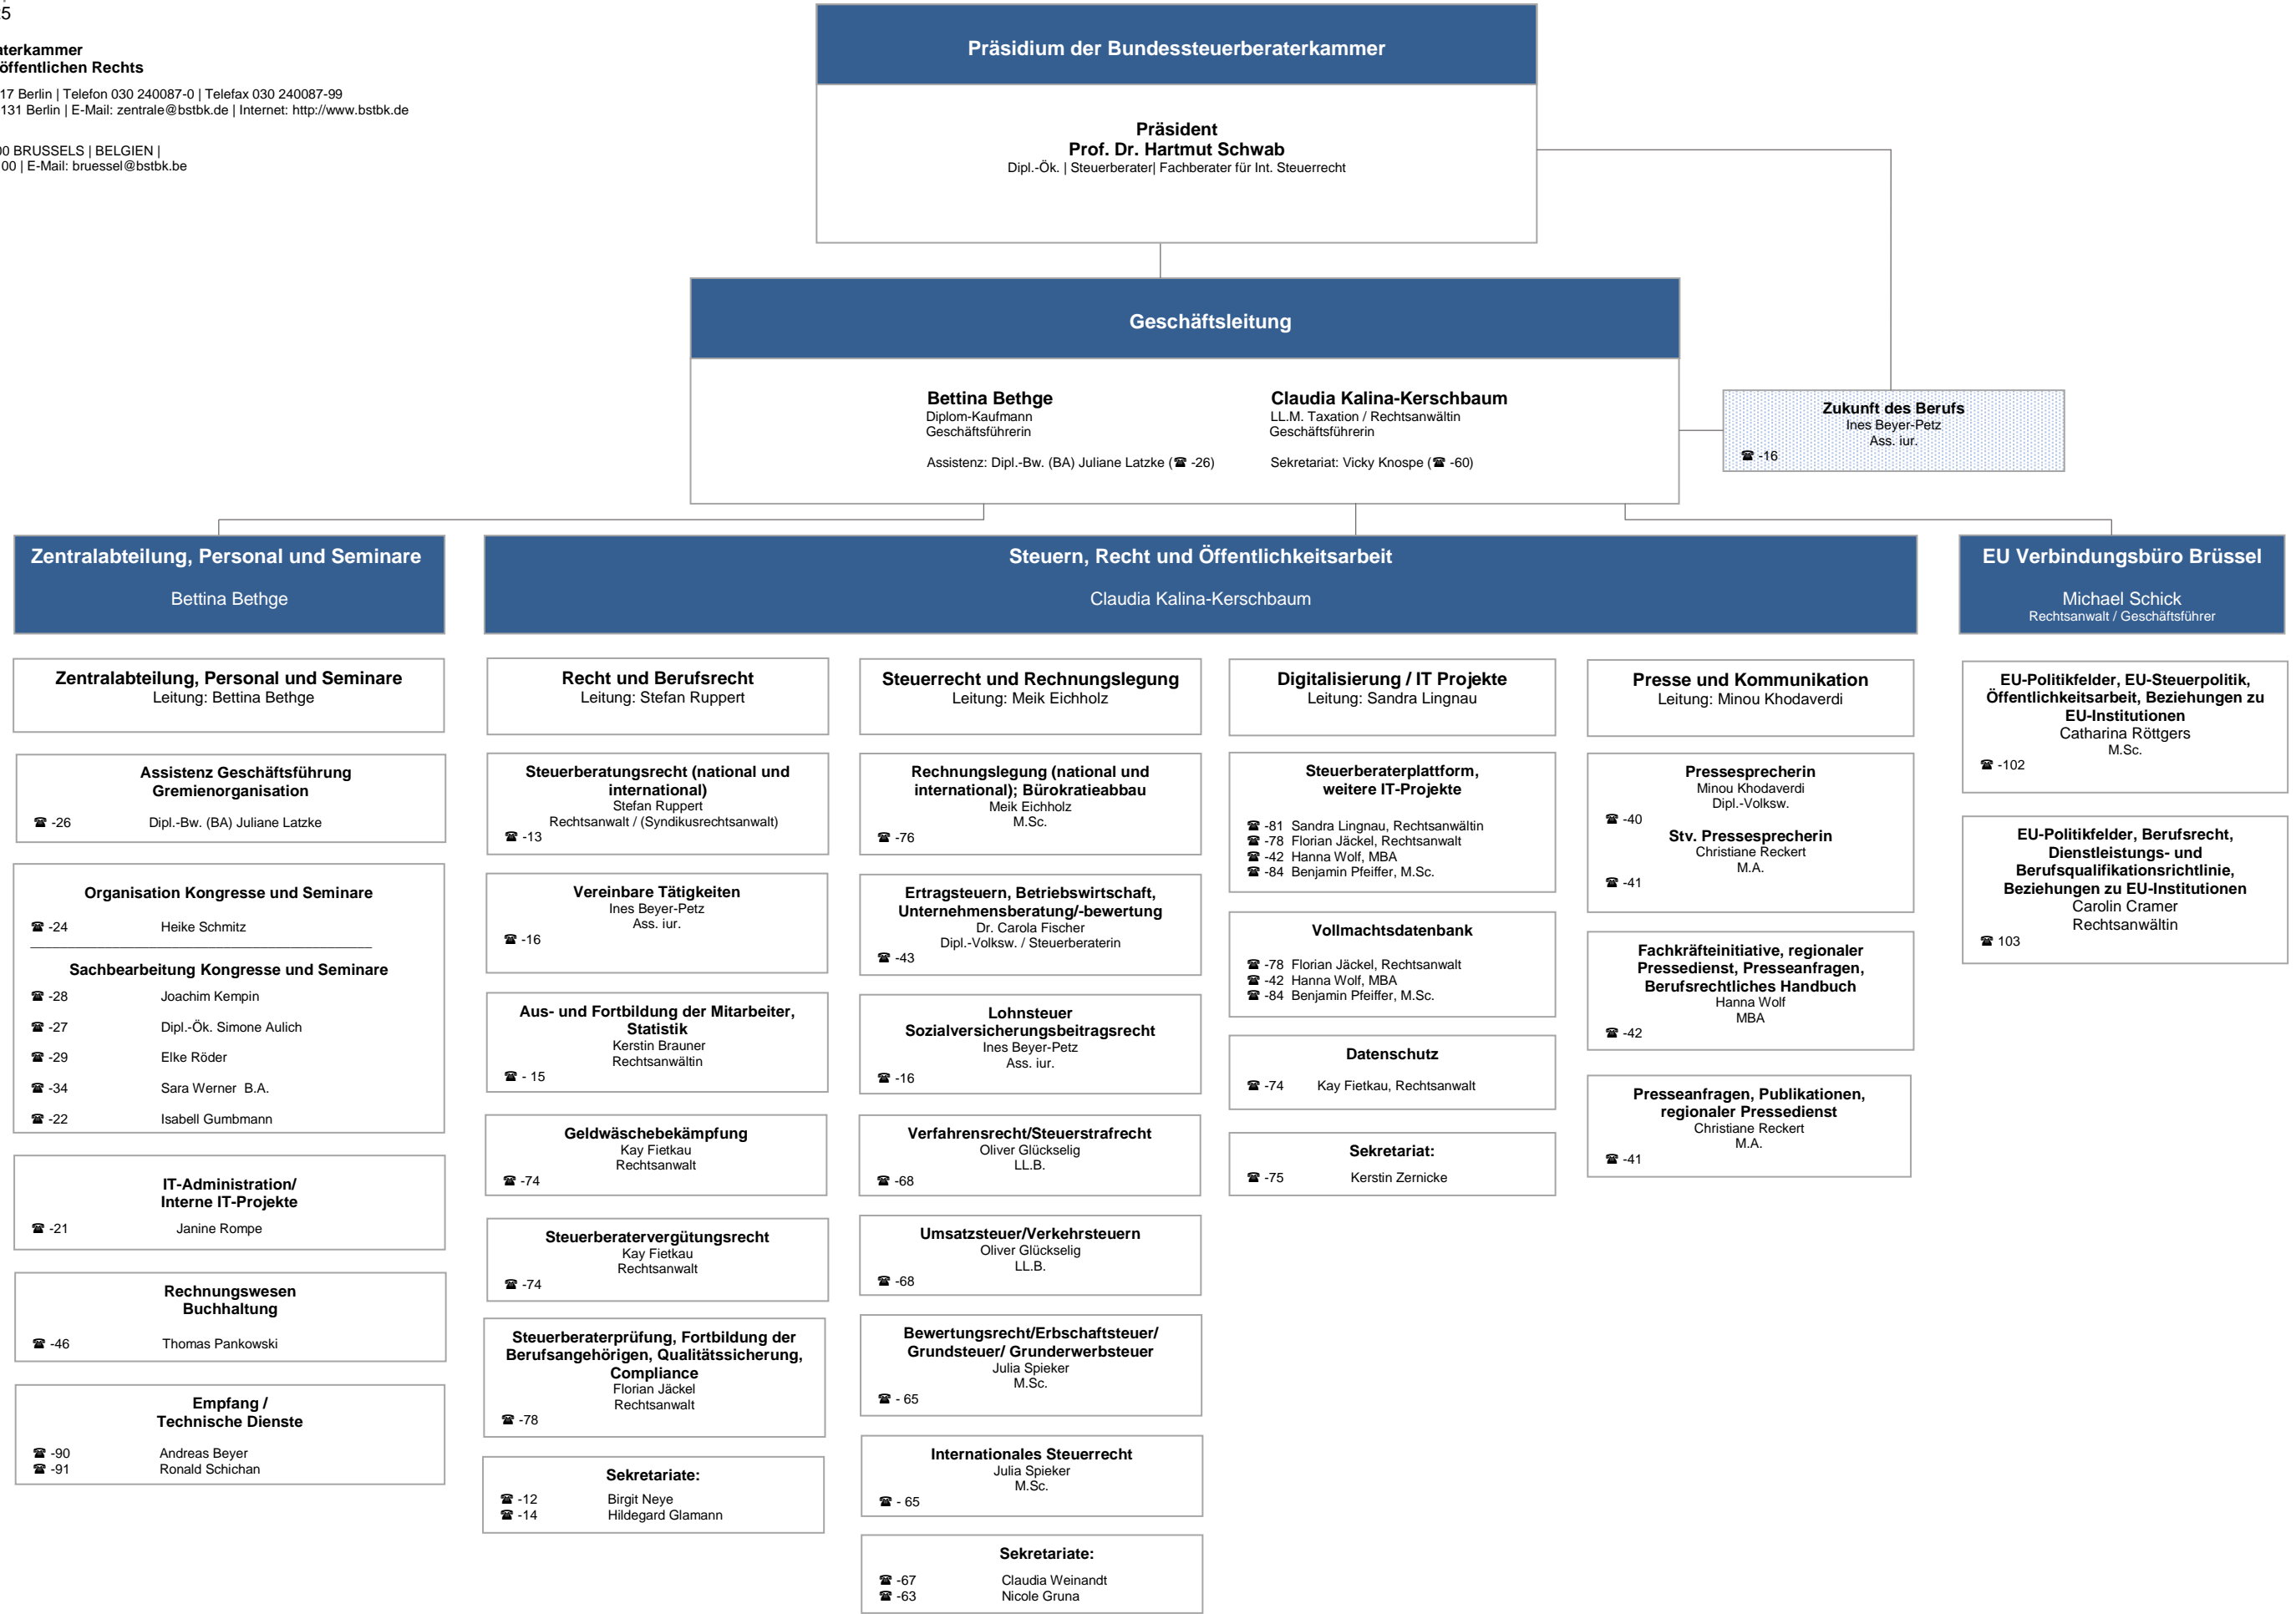 25
aterkammer
öffentlichen Rechts
17 Berlin | Telefon 030 240087-0 | Telefax 030 240087-99
131 Berlin | E-Mail: zentrale@bstbk.de | Internet: http://www.bstbk.de
00 BRUSSELS | BELGIEN |
00 | E-Mail: bruessel@bstbk.be
Präsidium der Bundessteuerberaterkammer
Präsident
Prof. Dr. Hartmut Schwab
Dipl.-Ök. | Steuerberater| Fachberater für Int. Steuerrecht
Geschäftsleitung
Bettina Bethge
Diplom-Kaufmann
Geschäftsführerin
Assistenz: Dipl.-Bw. (BA) Juliane Latzke (☎ -26)
Claudia Kalina-Kerschbaum
LL.M. Taxation / Rechtsanwältin
Geschäftsführerin
Sekretariat: Vicky Knospe (☎ -60)
Zukunft des Berufs
Ines Beyer-Petz
Ass. iur.
☎ -16
Zentralabteilung, Personal und Seminare
Bettina Bethge
Steuern, Recht und Öffentlichkeitsarbeit
Claudia Kalina-Kerschbaum
EU Verbindungsbüro Brüssel
Michael Schick
Rechtsanwalt / Geschäftsführer
Zentralabteilung, Personal und Seminare
Leitung: Bettina Bethge
Assistenz Geschäftsführung
Gremienorganisation
☎ -26 Dipl.-Bw. (BA) Juliane Latzke
Organisation Kongresse und Seminare
☎ -24 Heike Schmitz
Sachbearbeitung Kongresse und Seminare
☎ -28 Joachim Kempin
☎ -27 Dipl.-Ök. Simone Aulich
☎ -29 Elke Röder
☎ -34 Sara Werner B.A.
☎ -22 Isabell Gumbmann
IT-Administration/
Interne IT-Projekte
☎ -21 Janine Rompe
Rechnungswesen
Buchhaltung
☎ -46 Thomas Pankowski
Empfang /
Technische Dienste
☎ -90 Andreas Beyer
☎ -91 Ronald Schichan
Recht und Berufsrecht
Leitung: Stefan Ruppert
Steuerberatungsrecht (national und
international)
Stefan Ruppert
Rechtsanwalt / (Syndikusrechtsanwalt)
☎ -13
Vereinbare Tätigkeiten
Ines Beyer-Petz
Ass. iur.
☎ -16
Aus- und Fortbildung der Mitarbeiter,
Statistik
Kerstin Brauner
Rechtsanwältin
☎ - 15
Geldwäschebekämpfung
Kay Fietkau
Rechtsanwalt
☎ -74
Steuerberatervergütungsrecht
Kay Fietkau
Rechtsanwalt
☎ -74
Steuerberaterprüfung, Fortbildung der
Berufsangehörigen, Qualitätssicherung,
Compliance
Florian Jäckel
Rechtsanwalt
☎ -78
Sekretariate:
☎ -12 Birgit Neye
☎ -14 Hildegard Glamann
Steuerrecht und Rechnungslegung
Leitung: Meik Eichholz
Rechnungslegung (national und
international); Bürokratieabbau
Meik Eichholz
M.Sc.
☎ -76
Ertragsteuern, Betriebswirtschaft,
Unternehmensberatung/-bewertung
Dr. Carola Fischer
Dipl.-Volksw. / Steuerberaterin
☎ -43
Lohnsteuer
Sozialversicherungsbeitragsrecht
Ines Beyer-Petz
Ass. iur.
☎ -16
Verfahrensrecht/Steuerstrafrecht
Oliver Glückselig
LL.B.
☎ -68
Umsatzsteuer/Verkehrsteuern
Oliver Glückselig
LL.B.
☎ -68
Bewertungsrecht/Erbschaftsteuer/
Grundsteuer/ Grunderwerbsteuer
Julia Spieker
M.Sc.
☎ - 65
Internationales Steuerrecht
Julia Spieker
M.Sc.
☎ - 65
Sekretariate:
☎ -67 Claudia Weinandt
☎ -63 Nicole Gruna
Digitalisierung / IT Projekte
Leitung: Sandra Lingnau
Steuerberaterplattform,
weitere IT-Projekte
☎ -81 Sandra Lingnau, Rechtsanwältin
☎ -78 Florian Jäckel, Rechtsanwalt
☎ -42 Hanna Wolf, MBA
☎ -84 Benjamin Pfeiffer, M.Sc.
Vollmachtsdatenbank
☎ -78 Florian Jäckel, Rechtsanwalt
☎ -42 Hanna Wolf, MBA
☎ -84 Benjamin Pfeiffer, M.Sc.
Datenschutz
☎ -74 Kay Fietkau, Rechtsanwalt
Sekretariat:
☎ -75 Kerstin Zernicke
Presse und Kommunikation
Leitung: Minou Khodaverdi
Pressesprecherin
Minou Khodaverdi
Dipl.-Volksw.
☎ -40
Stv. Pressesprecherin
Christiane Reckert
M.A.
☎ -41
Fachkräfteinitiative, regionaler
Pressedienst, Presseanfragen,
Berufsrechtliches Handbuch
Hanna Wolf
MBA
☎ -42
Presseanfragen, Publikationen,
regionaler Pressedienst
Christiane Reckert
M.A.
☎ -41
EU-Politikfelder, EU-Steuerpolitik,
Öffentlichkeitsarbeit, Beziehungen zu
EU-Institutionen
Catharina Röttgers
M.Sc.
☎ -102
EU-Politikfelder, Berufsrecht,
Dienstleistungs- und
Berufsqualifikationsrichtlinie,
Beziehungen zu EU-Institutionen
Carolin Cramer
Rechtsanwältin
☎ 103